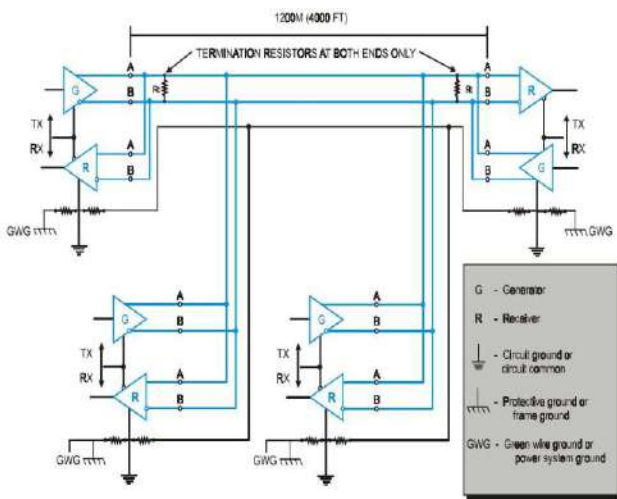 1200M (4000 FT)
TERMINATION RESISTORS AT BOTH ENDS ONLY
A
A
G
Rt
Rt
R
B
B
TX
TX
RX
A
A
RX
R
G
B
B
GWG
GWG
A
A
G
G
B
B
TX
TX
RX
A
A
RX
R
R
B
B
GWG
GWG
G - Generator
R - Receiver
- Circuit ground or
circuit common
- Protective ground or
frame ground
GWG - Green wire ground or
power system ground